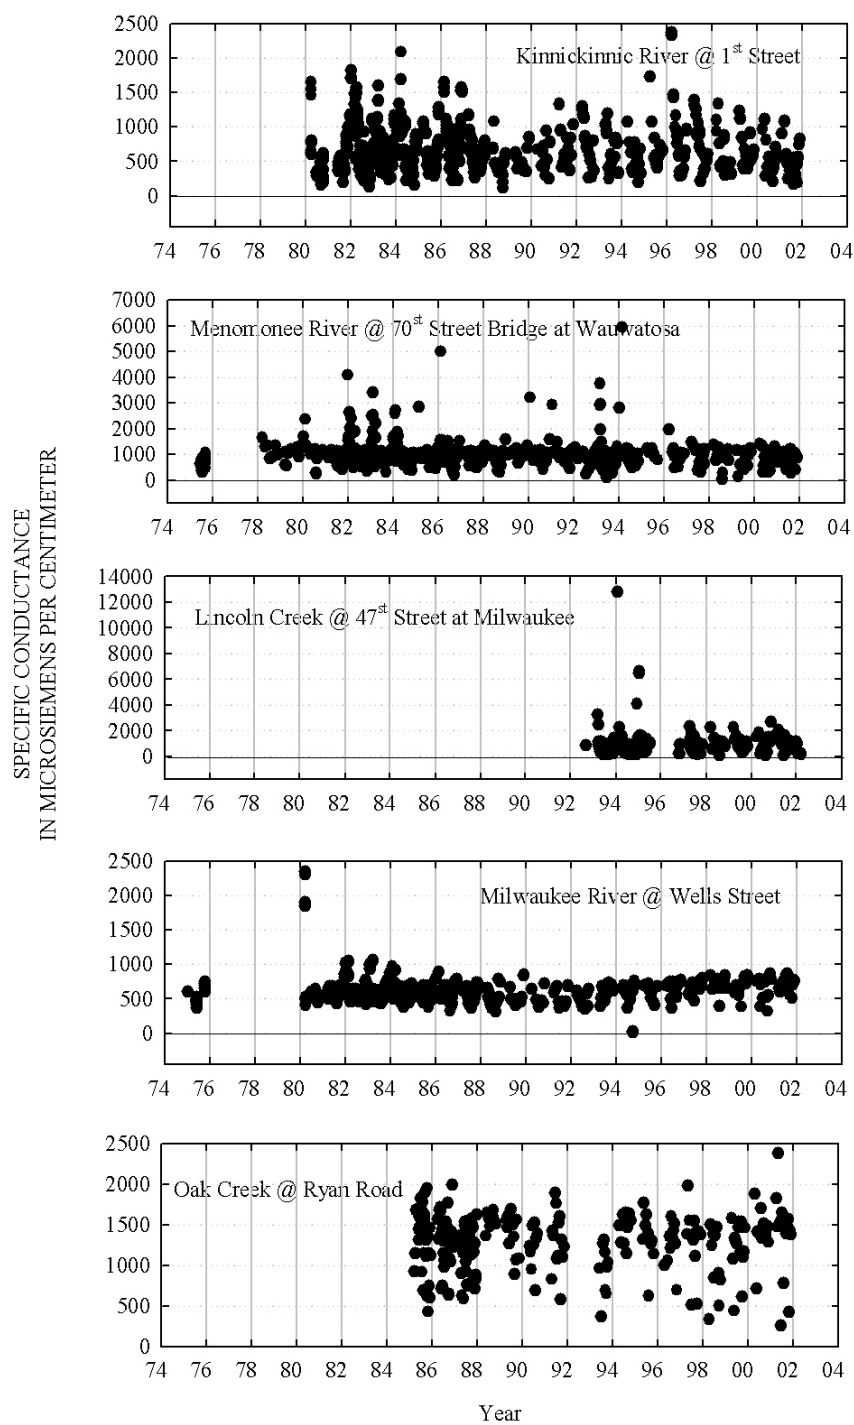 2500
Kinnickinnic River @ 1st Street
2000
1500
1000
500
0
74 76 78 80 82 84 86 88 90 92 94 96 98 00 02 04
7000
Menomonee River @ 70st Street Bridge at Wauwatosa
6000
5000
4000
3000
2000
1000
0
74 76 78 80 82 84 86 88 90 92 94 96 98 00 02 04
SPECIFIC CONDUCTANCE
IN MICROSIEMENS PER CENTIMETER
14000
12000
Lincoln Creek @ 47st Street at Milwaukee
10000
8000
6000
4000
2000
0
74 76 78 80 82 84 86 88 90 92 94 96 98 00 02 04
2500
Milwaukee River @ Wells Street
2000
1500
1000
500
0
74 76 78 80 82 84 86 88 90 92 94 96 98 00 02 04
2500
2000
Oak Creek @ Ryan Road
1500
1000
500
0
74 76 78 80 82 84 86 88 90 92 94 96 98 00 02 04
Year